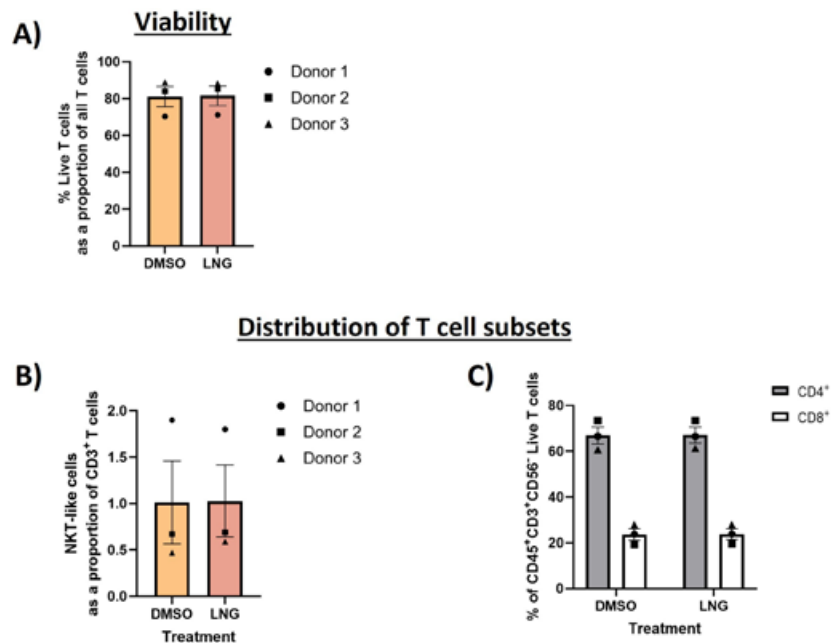 A)
Viability
% Live T cells
as a proportion of all T cells
100
80
60
40
20
0
DMSO
LNG
Donor 1
Donor 2
Donor 3
Distribution of T cell subsets
B)
NKT-like cells
as a proportion of CD3⁺ T cells
2.0
1.5
1.0
0.5
0.0
DMSO
LNG
Treatment
Donor 1
Donor 2
Donor 3
C)
% of CD45⁺CD3⁺CD56⁻ Live T cells
80
60
40
20
0
DMSO
LNG
Treatment
CD4⁺
CD8⁺